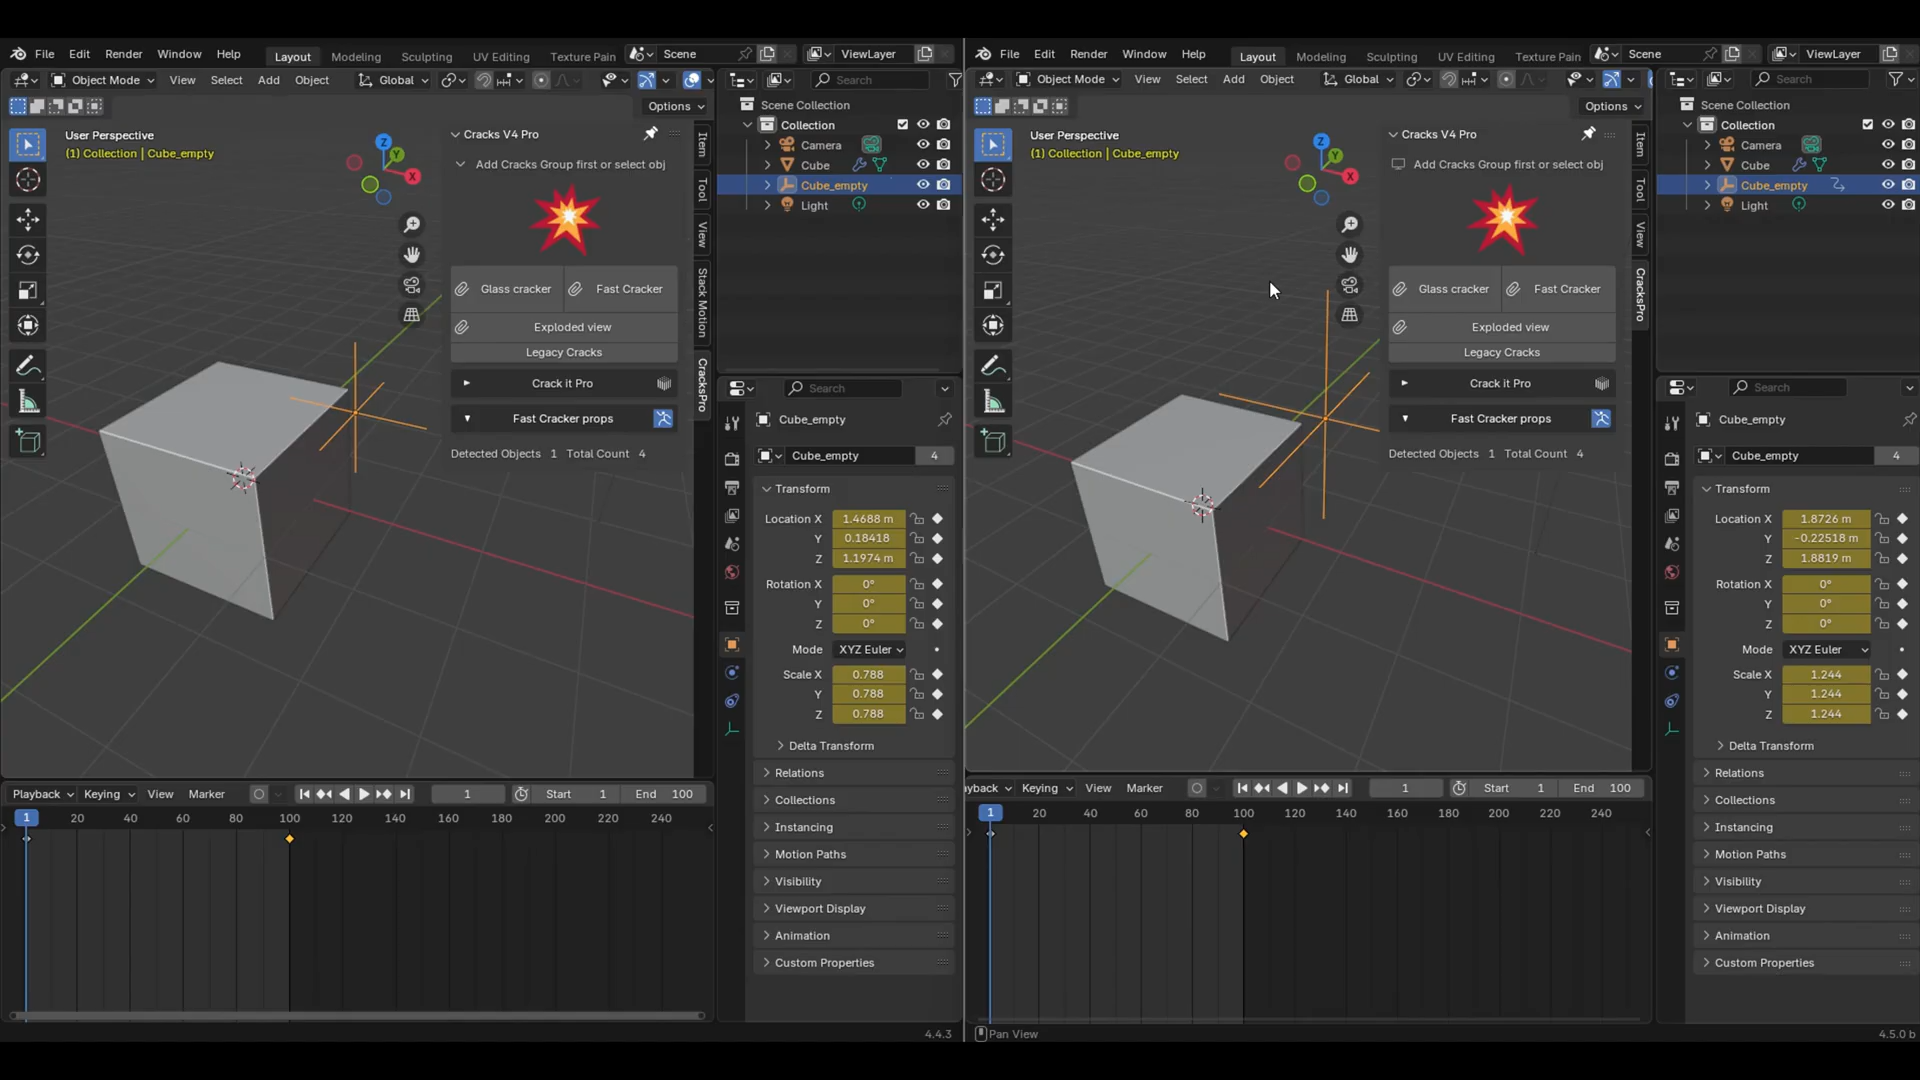 File Edit Render Window Help Layout Modeling Sculpting UV Editing Texture Pain Scene ViewLayer
Object Mode View Select Add Object Global Search
Options
User Perspective
(1) Collection | Cube_empty
Z
Y
X
Cracks V4 Pro
Add Cracks Group first or select obj
Glass cracker Fast Cracker
Exploded view
Legacy Cracks
Crack it Pro
Fast Cracker props
Detected Objects 1 Total Count 4
Item
Tool
View
Stack Motion
CracksPro
Scene Collection
Collection
Camera
Cube
Cube_empty
Light
Search
Cube_empty
Cube_empty 4
Transform
Location X 1.4688 m
Y 0.18418
Z 1.1974 m
Rotation X 0°
Y 0°
Z 0°
Mode XYZ Euler
Scale X 0.788
Y 0.788
Z 0.788
Delta Transform
Relations
Collections
Instancing
Motion Paths
Visibility
Viewport Display
Animation
Custom Properties
Playback Keying View Marker 1 Start 1 End 100
1 20 40 60 80 100 120 140 160 180 200 220 240
4.4.3
File Edit Render Window Help Layout Modeling Sculpting UV Editing Texture Pain Scene ViewLayer
Object Mode View Select Add Object Global Search
Options
User Perspective
(1) Collection | Cube_empty
Z
Y
X
Cracks V4 Pro
Add Cracks Group first or select obj
Glass cracker Fast Cracker
Exploded view
Legacy Cracks
Crack it Pro
Fast Cracker props
Detected Objects 1 Total Count 4
Item
Tool
View
CracksPro
Scene Collection
Collection
Camera
Cube
Cube_empty
Light
Search
Cube_empty
Cube_empty 4
Transform
Location X 1.8726 m
Y -0.22518 m
Z 1.8819 m
Rotation X 0°
Y 0°
Z 0°
Mode XYZ Euler
Scale X 1.244
Y 1.244
Z 1.244
Delta Transform
Relations
Collections
Instancing
Motion Paths
Visibility
Viewport Display
Animation
Custom Properties
yback Keying View Marker 1 Start 1 End 100
1 20 40 60 80 100 120 140 160 180 200 220 240
Pan View 4.5.0 b